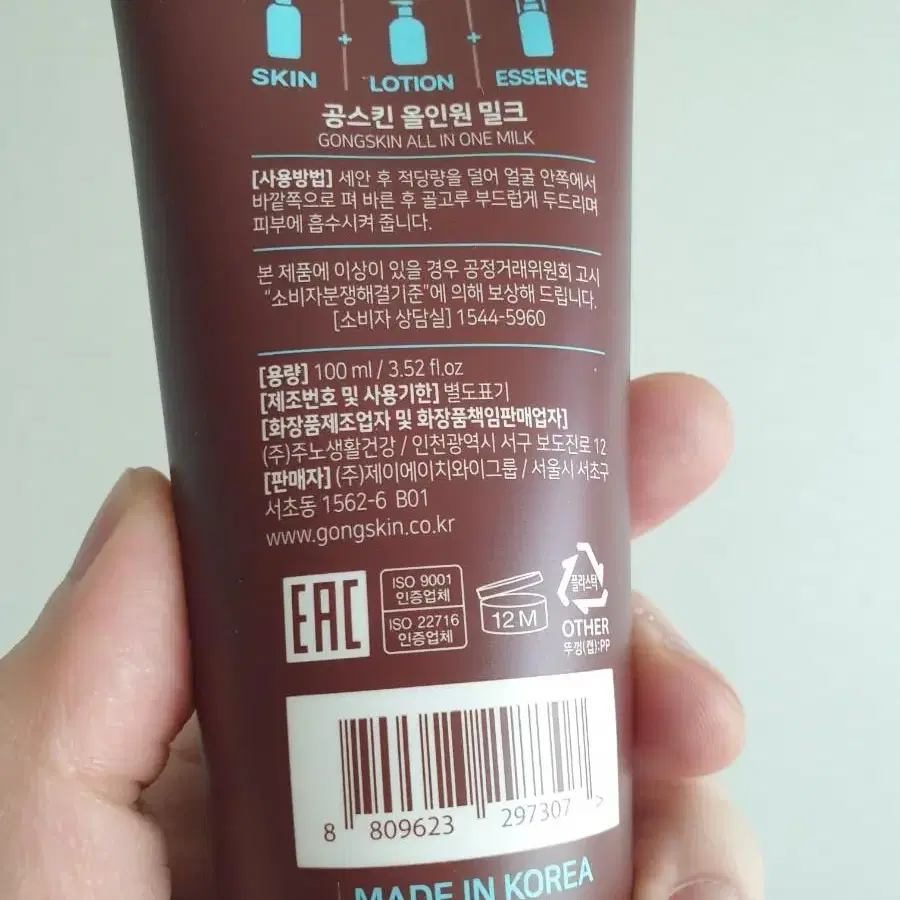 SKIN + LOTION + ESSENCE
공스킨 올인원 밀크
GONGSKIN ALL IN ONE MILK
[사용방법] 세안 후 적당량을 덜어 얼굴 안쪽에서
바깥쪽으로 펴 바른 후 골고루 부드럽게 두드리며
피부에 흡수시켜 줍니다.
본 제품에 이상이 있을 경우 공정거래위원회 고시
"소비자분쟁해결기준"에 의해 보상해 드립니다.
[소비자 상담실] 1544-5960
[용량] 100 ml / 3.52 fl.oz
[제조번호 및 사용기한] 별도표기
[화장품제조업자 및 화장품책임판매업자]
(주)주노생활건강 / 인천광역시 서구 보도진로 12
[판매자] (주)제이에이치와이그룹 / 서울시 서초구
서초동 1562-6 B01
www.gongskin.co.kr
EAC
ISO 9001
인증업체
ISO 22716
인증업체
12 M
플라스틱
OTHER
뚜껑(캡):PP
8 809623 297307 >
MADE IN KOREA